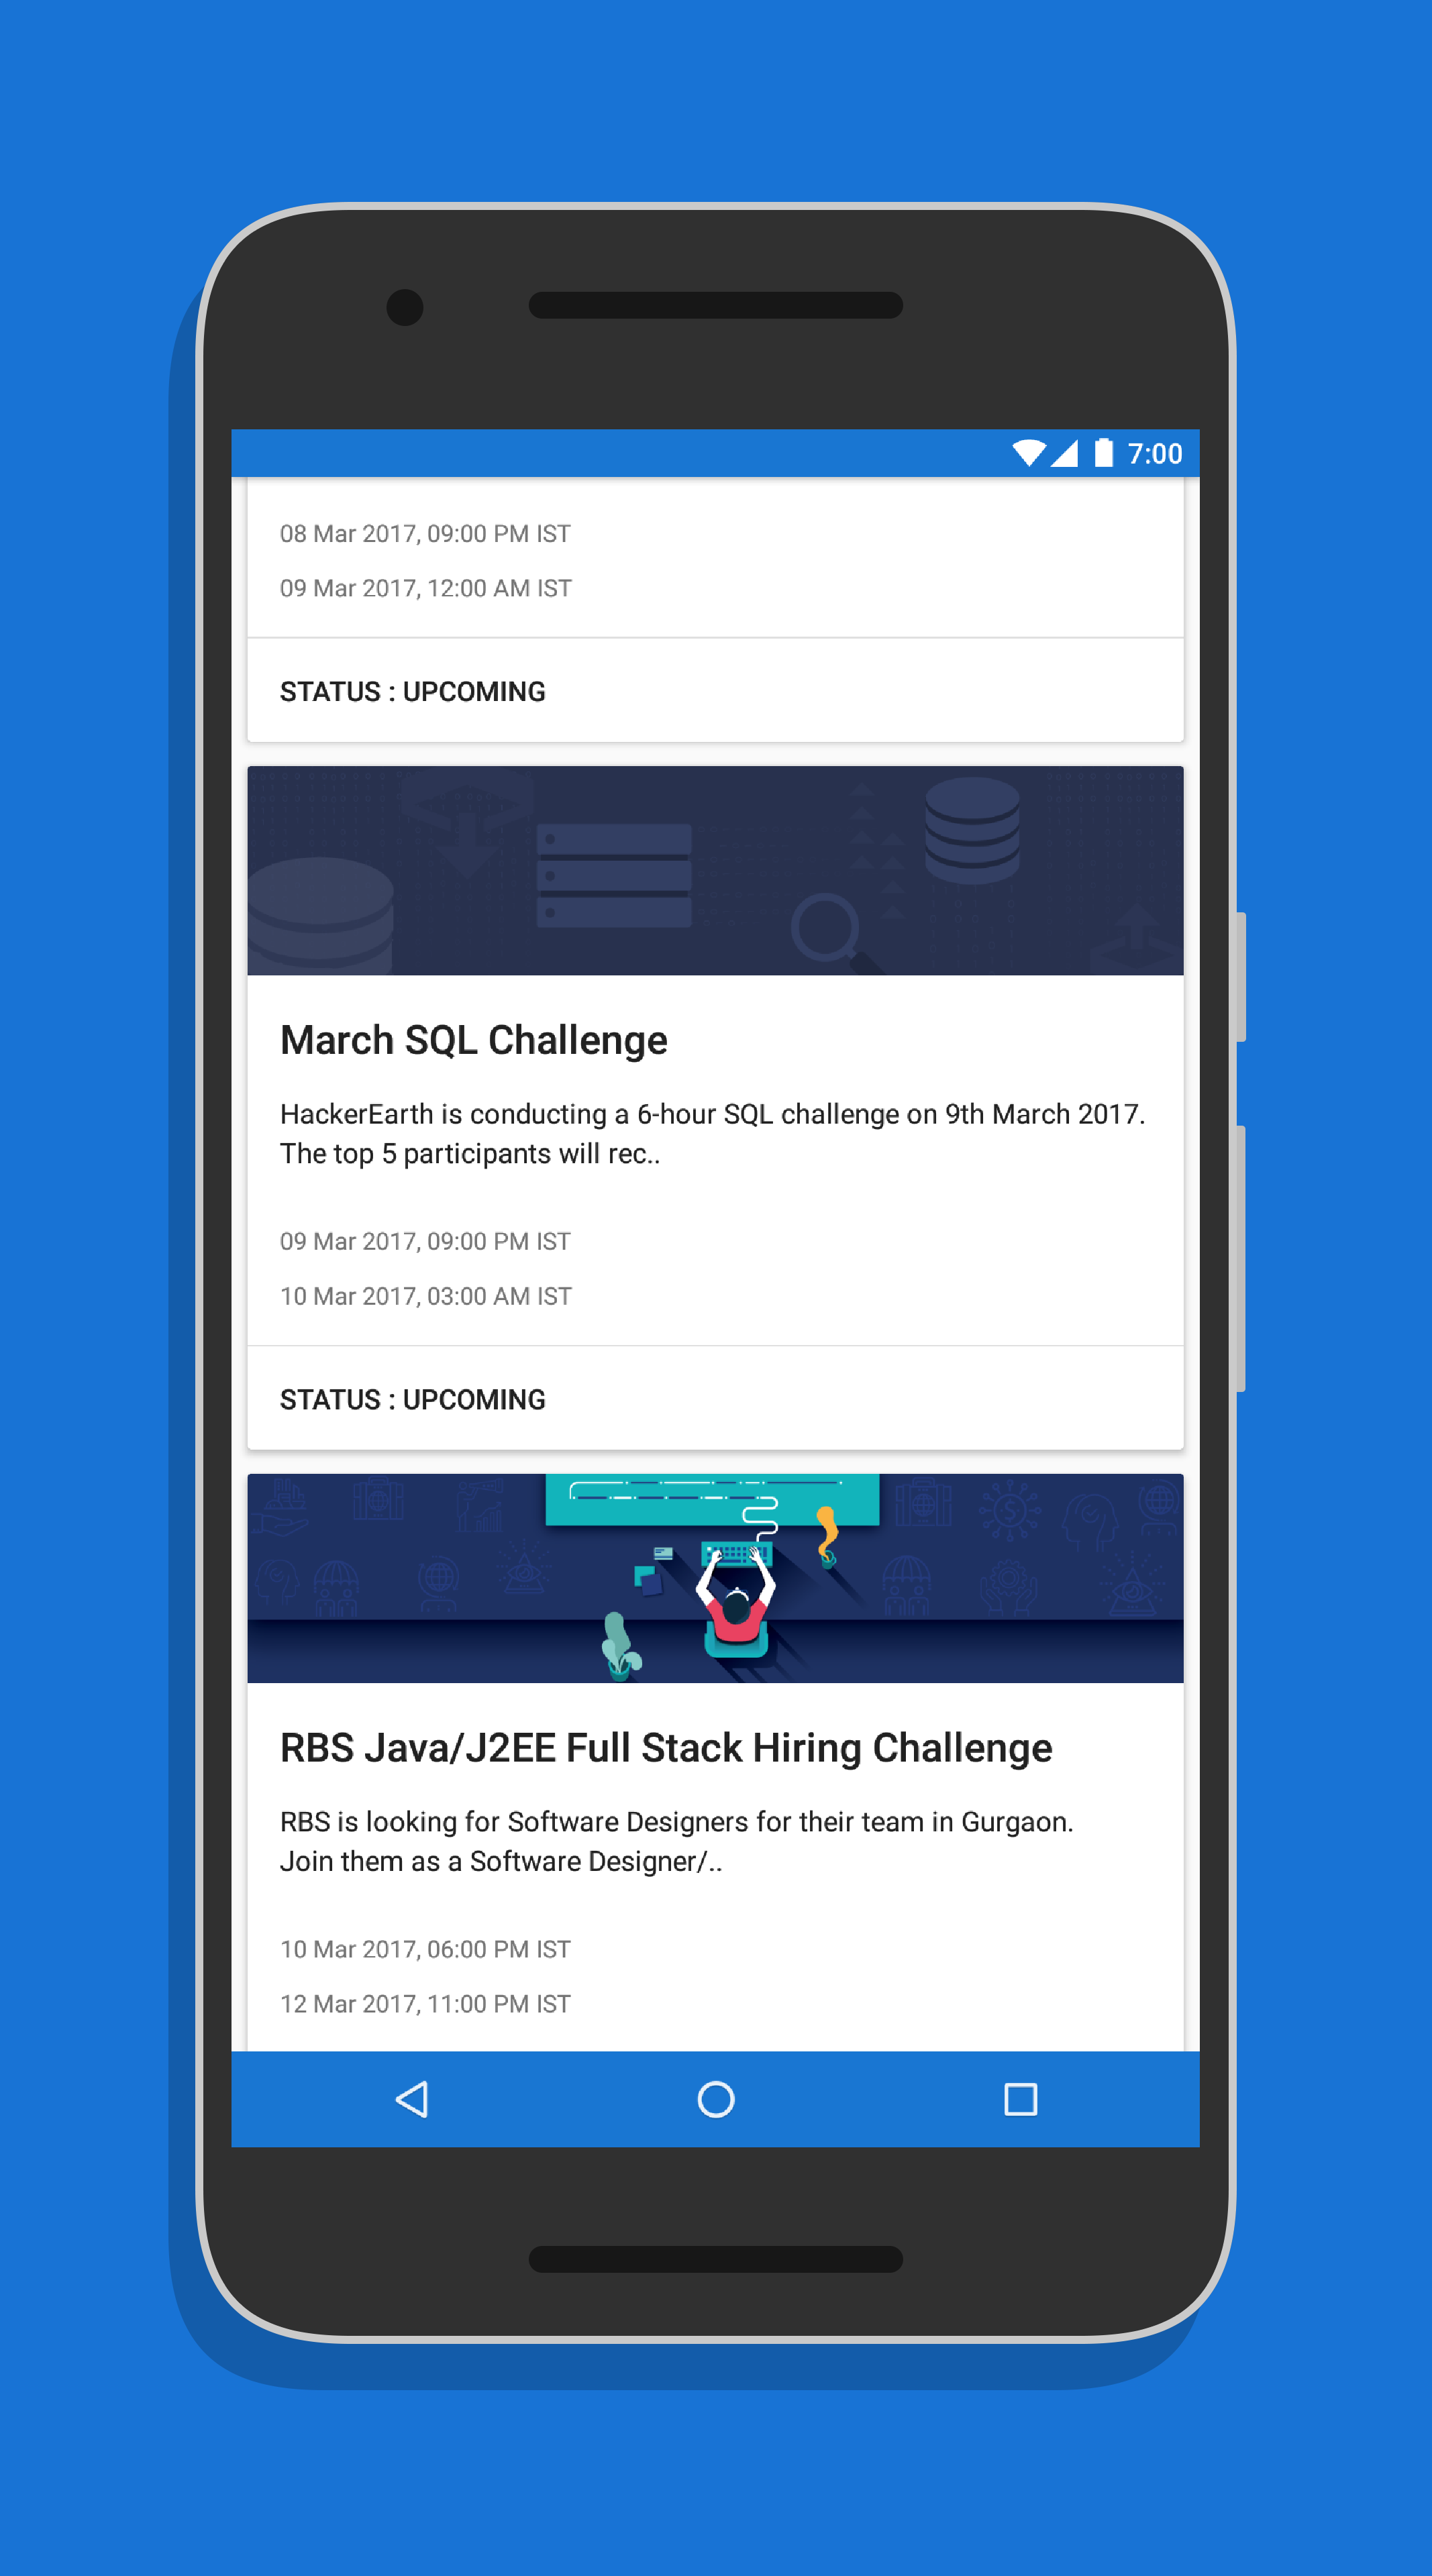 7:00
08 Mar 2017, 09:00 PM IST
09 Mar 2017, 12:00 AM IST
STATUS : UPCOMING
March SQL Challenge
HackerEarth is conducting a 6-hour SQL challenge on 9th March 2017.
The top 5 participants will rec..
09 Mar 2017, 09:00 PM IST
10 Mar 2017, 03:00 AM IST
STATUS : UPCOMING
RBS Java/J2EE Full Stack Hiring Challenge
RBS is looking for Software Designers for their team in Gurgaon.
Join them as a Software Designer/..
10 Mar 2017, 06:00 PM IST
12 Mar 2017, 11:00 PM IST